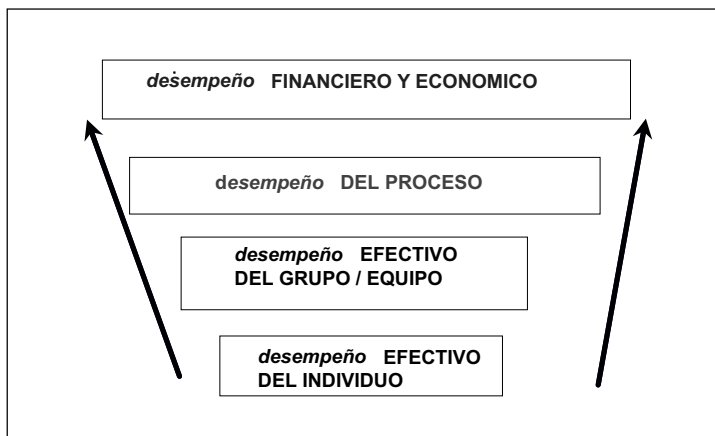 desempeño FINANCIERO Y ECONOMICO
desempeño DEL PROCESO
desempeño EFECTIVO
DEL GRUPO / EQUIPO
desempeño EFECTIVO
DEL INDIVIDUO